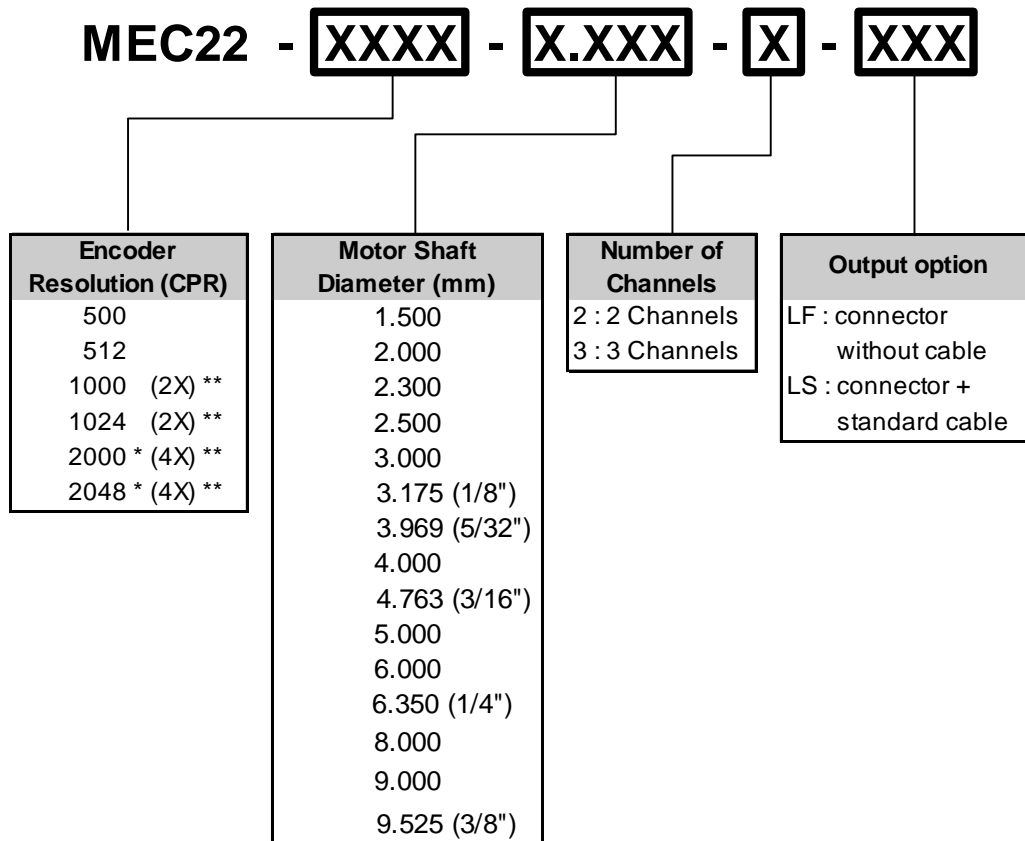 MEC22 - XXXX - X.XXX - X - XXX
Encoder
Resolution (CPR)
500
512
1000 (2X) **
1024 (2X) **
2000 * (4X) **
2048 * (4X) **
Motor Shaft
Diameter (mm)
1.500
2.000
2.300
2.500
3.000
3.175 (1/8")
3.969 (5/32")
4.000
4.763 (3/16")
5.000
6.000
6.350 (1/4")
8.000
9.000
9.525 (3/8")
Number of
Channels
2 : 2 Channels
3 : 3 Channels
Output option
LF : connector
without cable
LS : connector +
standard cable